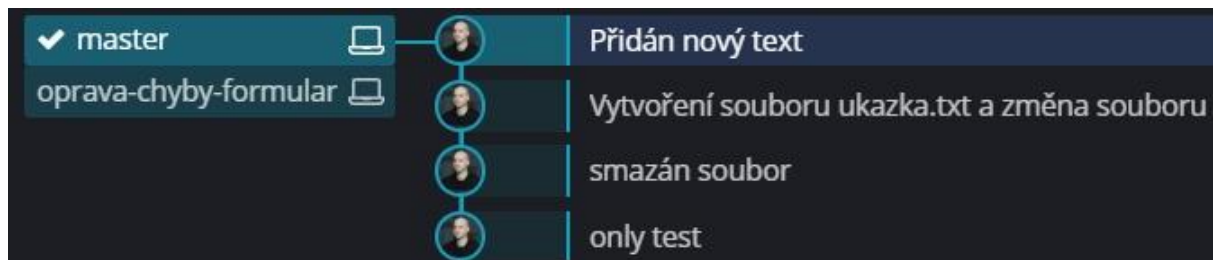 master
Přidán nový text
oprava-chyby-formular
Vytvoření souboru ukazka.txt a změna souboru
smazán soubor
only test